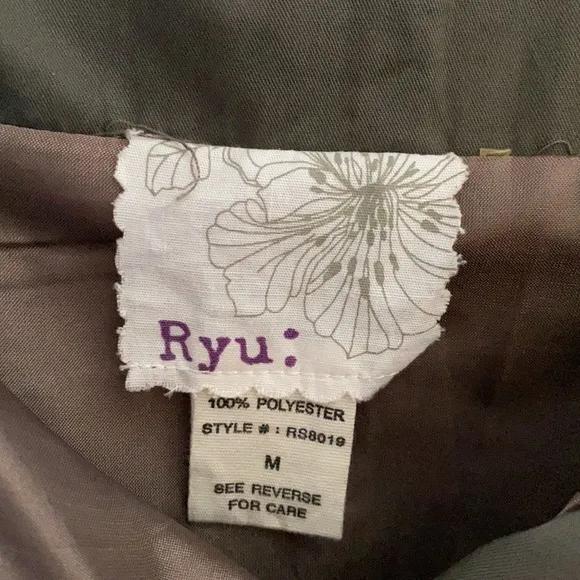 Ryu:
100% POLYESTER
STYLE # : RS8019
M
SEE REVERSE
FOR CARE